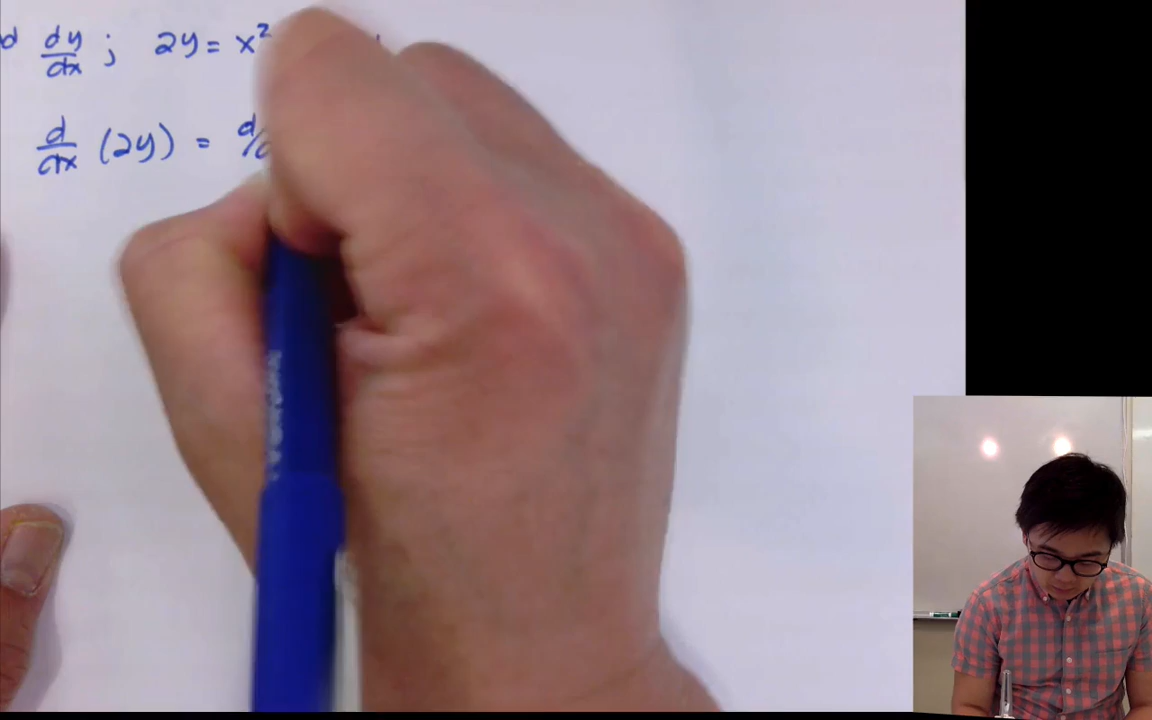 d dy/dx ; 2y = x²
d/dx (2y) = d/